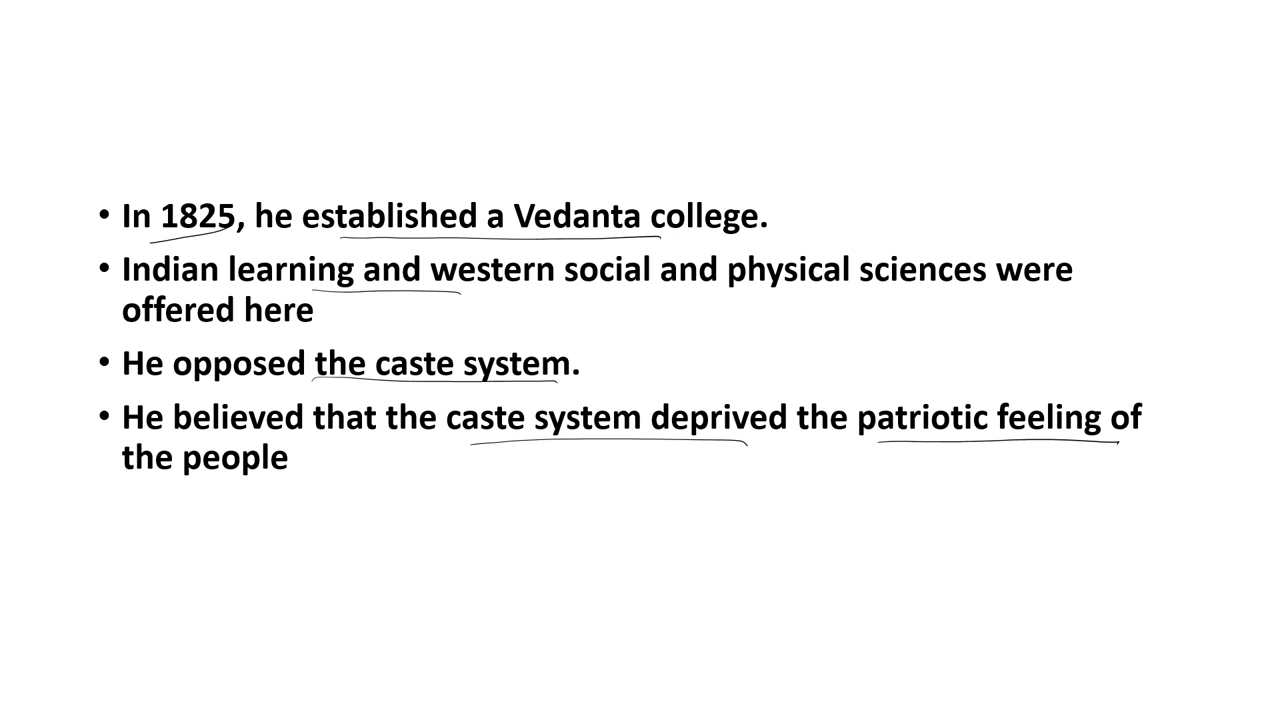 • In 1825, he established a Vedanta college.
• Indian learning and western social and physical sciences were
offered here
• He opposed the caste system.
• He believed that the caste system deprived the patriotic feeling of
the people